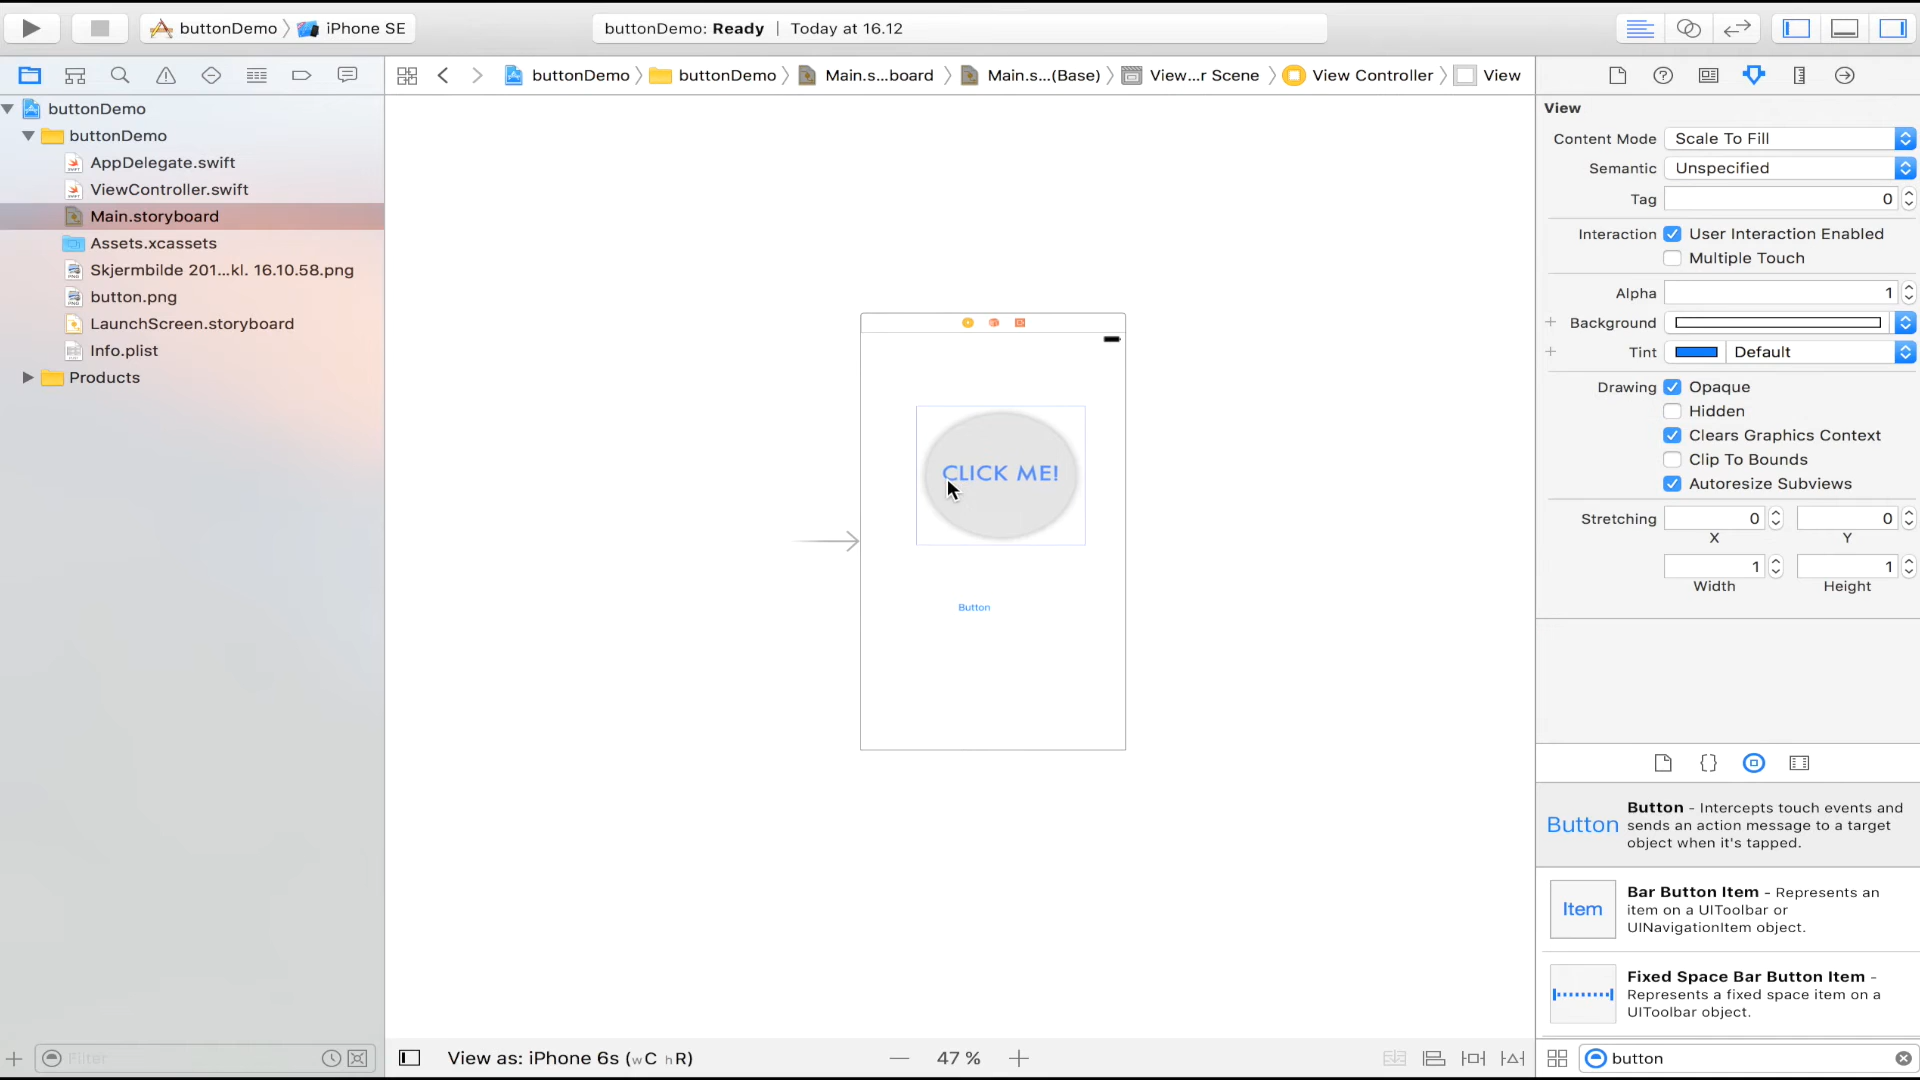 buttonDemo iPhone SE
buttonDemo: Ready | Today at 16.12
buttonDemo buttonDemo Main.s...board Main.s...(Base) View...r Scene View Controller View
buttonDemo
buttonDemo
AppDelegate.swift
ViewController.swift
Main.storyboard
Assets.xcassets
Skjermbilde 201...kl. 16.10.58.png
button.png
LaunchScreen.storyboard
Info.plist
Products
CLICK ME!
Button
View
Content Mode Scale To Fill
Semantic Unspecified
Tag 0
Interaction User Interaction Enabled
Multiple Touch
Alpha 1
Background
Tint Default
Drawing Opaque
Hidden
Clears Graphics Context
Clip To Bounds
Autoresize Subviews
Stretching 0 0
X Y
1 1
Width Height
Button
Button - Intercepts touch events and
sends an action message to a target
object when it's tapped.
Item
Bar Button Item - Represents an
item on a UIToolbar or
UINavigationItem object.
Fixed Space Bar Button Item -
Represents a fixed space item on a
UIToolbar object.
Filter
View as: iPhone 6s (wC hR)
47 %
button